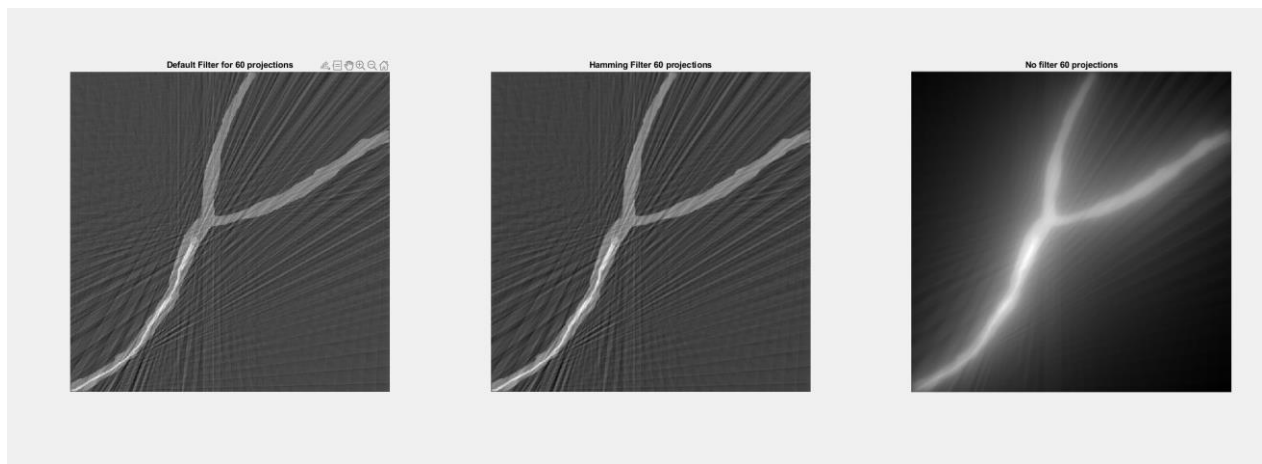 Default Filter for 60 projections
Hamming Filter 60 projections
No filter 60 projections